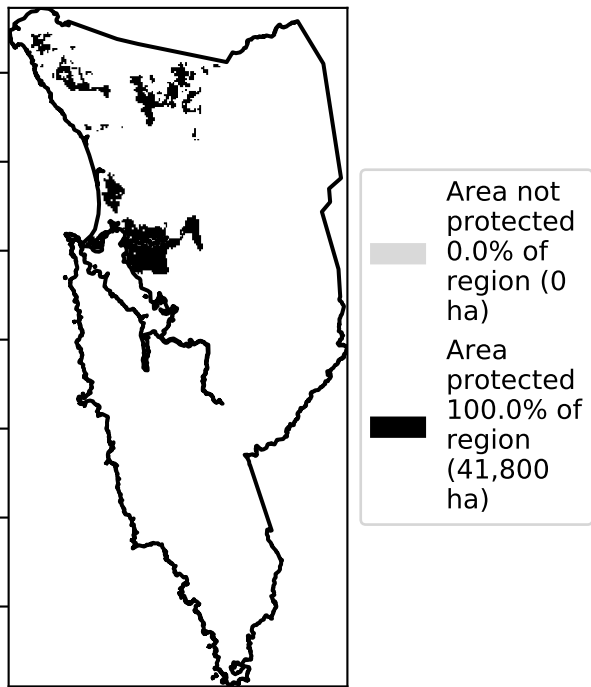 Area not
protected
0.0% of
region (0
ha)
Area
protected
100.0% of
region
(41,800
ha)